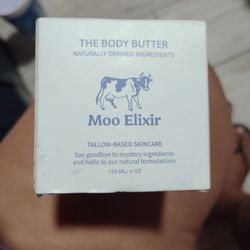 THE BODY BUTTER
NATURALLY DERIVED INGREDIENTS
Moo Elixir
TALLOW-BASED SKINCARE
Say goodbye to mystery ingredients
and hello to our natural formulations
120 ML/ 4 OZ